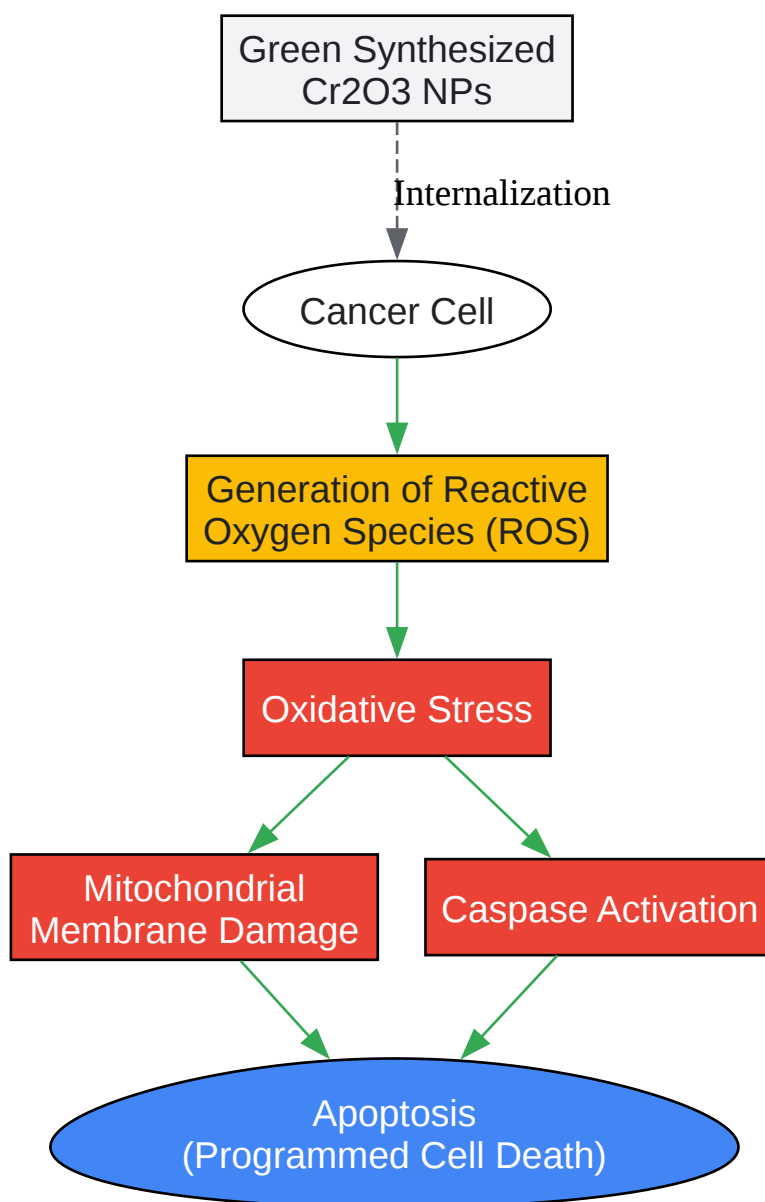 Green Synthesized
Cr2O3 NPs
Internalization
Cancer Cell
Generation of Reactive
Oxygen Species (ROS)
Oxidative Stress
Mitochondrial
Membrane Damage
Caspase Activation
Apoptosis
(Programmed Cell Death)